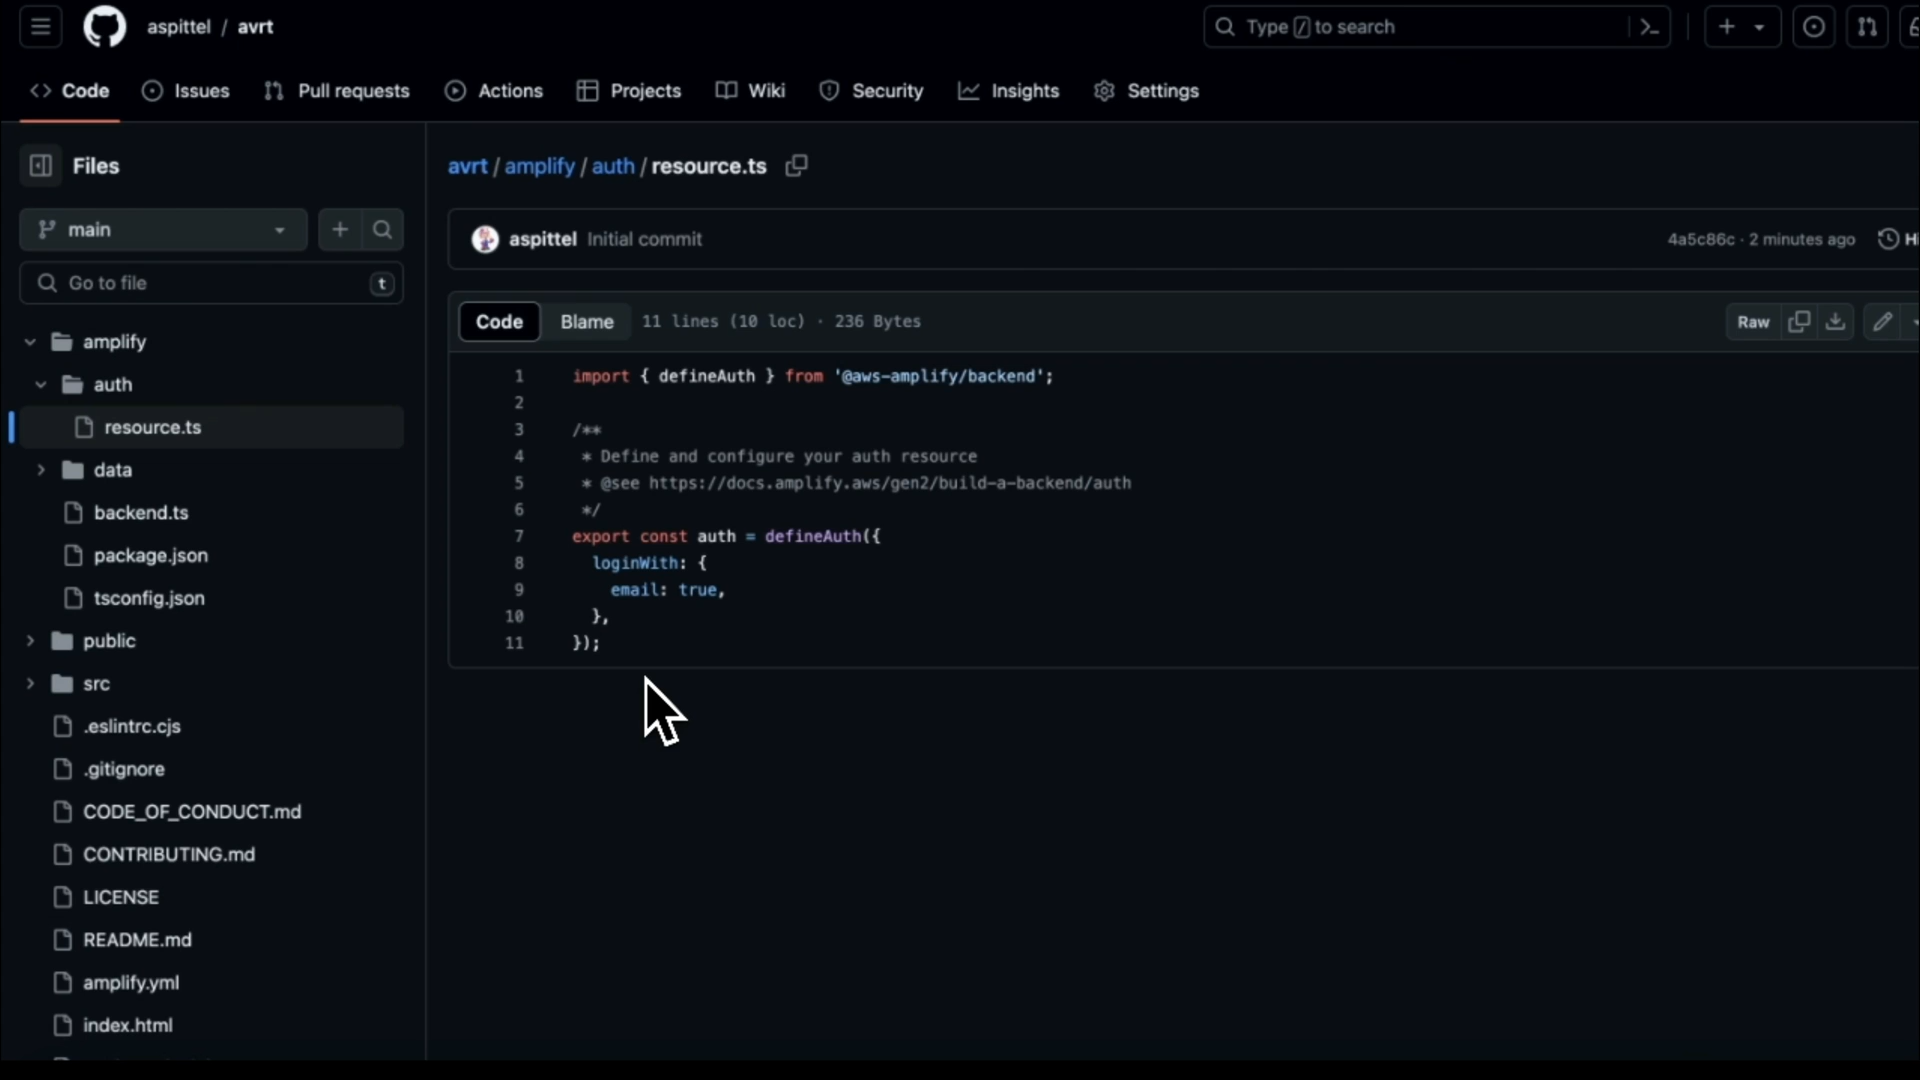 aspittel / avrt
Type / to search
Code Issues Pull requests Actions Projects Wiki Security Insights Settings
Files
main
Go to file t
amplify
auth
resource.ts
data
backend.ts
package.json
tsconfig.json
public
src
.eslintrc.cjs
.gitignore
CODE_OF_CONDUCT.md
CONTRIBUTING.md
LICENSE
README.md
amplify.yml
index.html
avrt / amplify / auth / resource.ts
aspittel Initial commit
4a5c86c · 2 minutes ago
Code Blame 11 lines (10 loc) · 236 Bytes
Raw
1 import { defineAuth } from '@aws-amplify/backend';
2
3 /**
4 * Define and configure your auth resource
5 * @see https://docs.amplify.aws/gen2/build-a-backend/auth
6 */
7 export const auth = defineAuth({
8 loginWith: {
9 email: true,
10 },
11 });